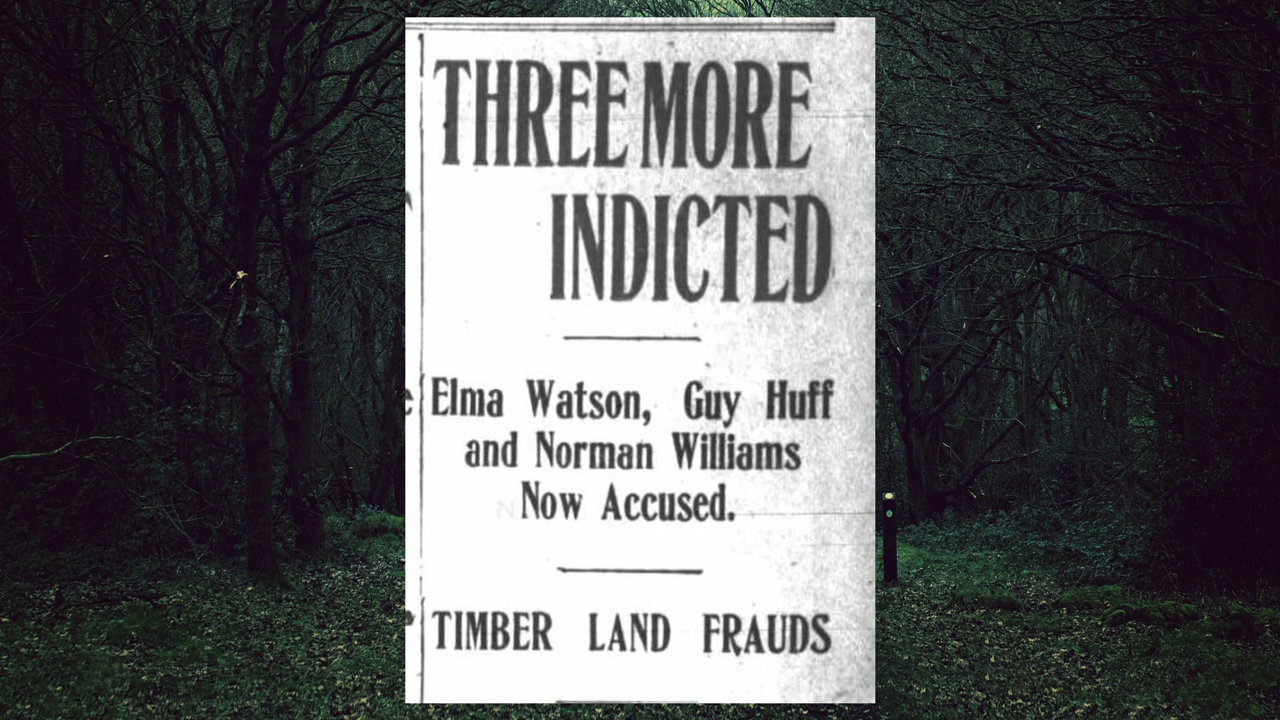 THREE MORE
INDICTED
Elma Watson, Guy Huff
and Norman Williams
Now Accused.
TIMBER LAND FRAUDS